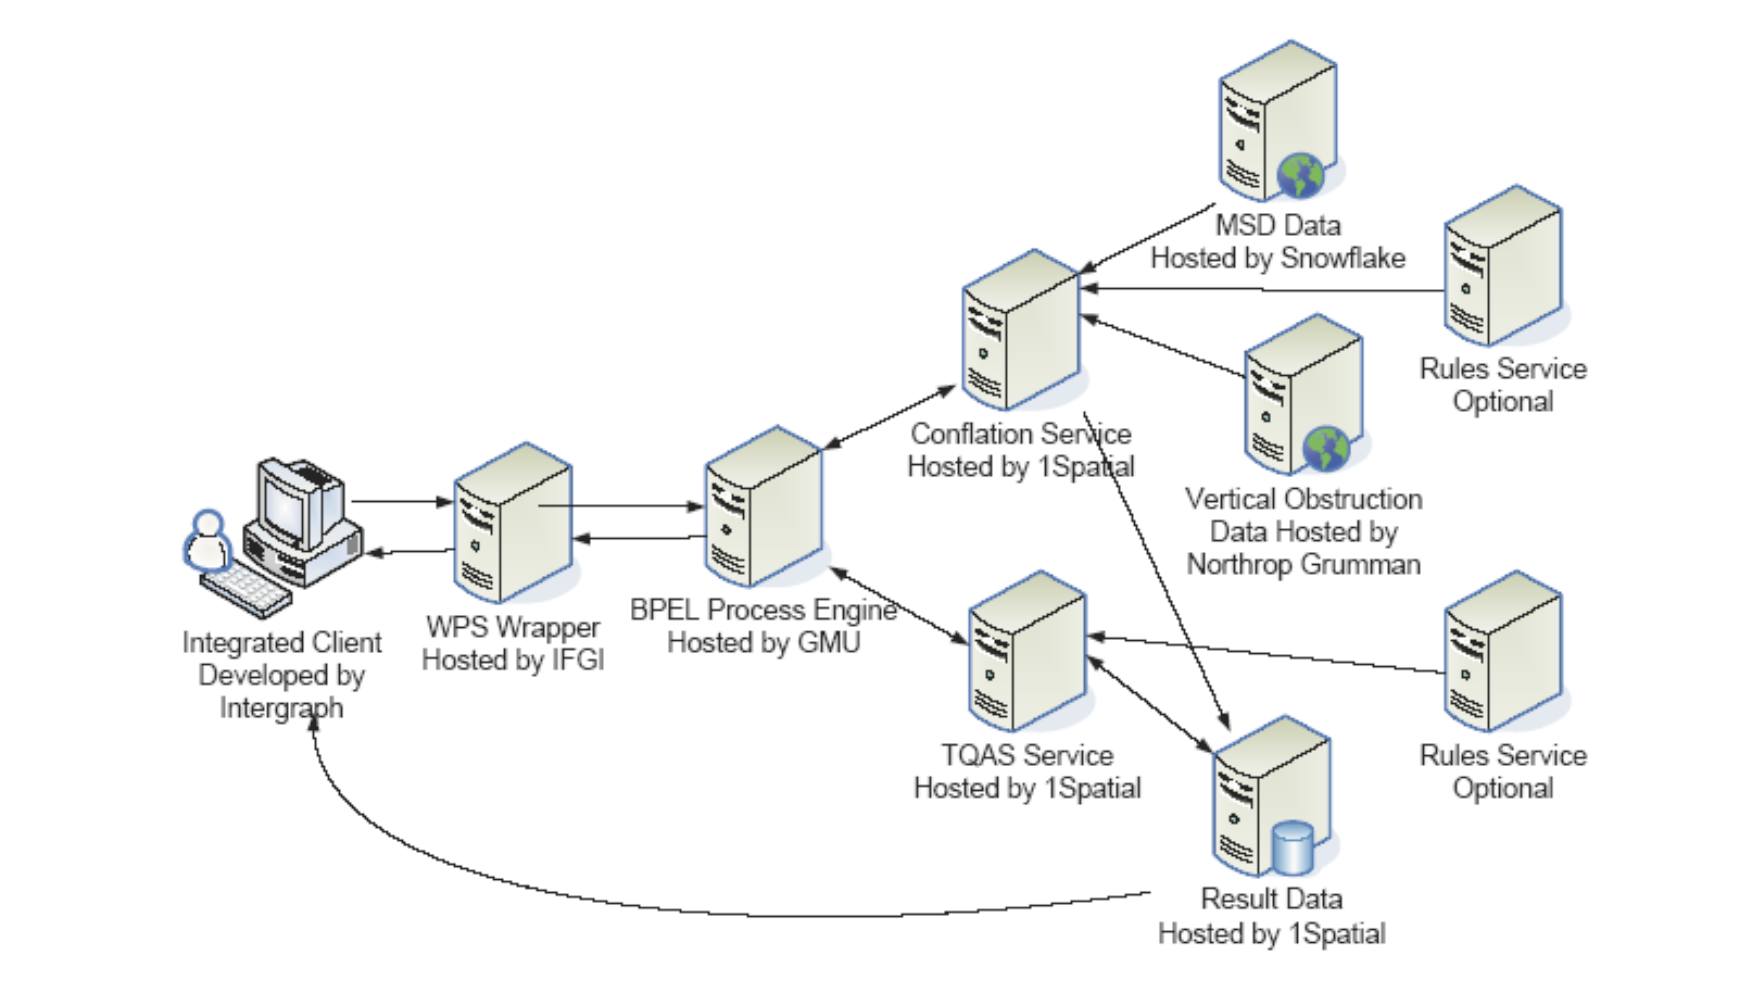 MSD Data
Hosted by Snowflake
Rules Service
Optional
Conflation Service
Hosted by 1Spatial
Vertical Obstruction
Data Hosted by
Northrop Grumman
Integrated Client
Developed by
Intergraph
WPS Wrapper
Hosted by IFGI
BPEL Process Engine
Hosted by GMU
TQAS Service
Hosted by 1Spatial
Rules Service
Optional
Result Data
Hosted by 1Spatial